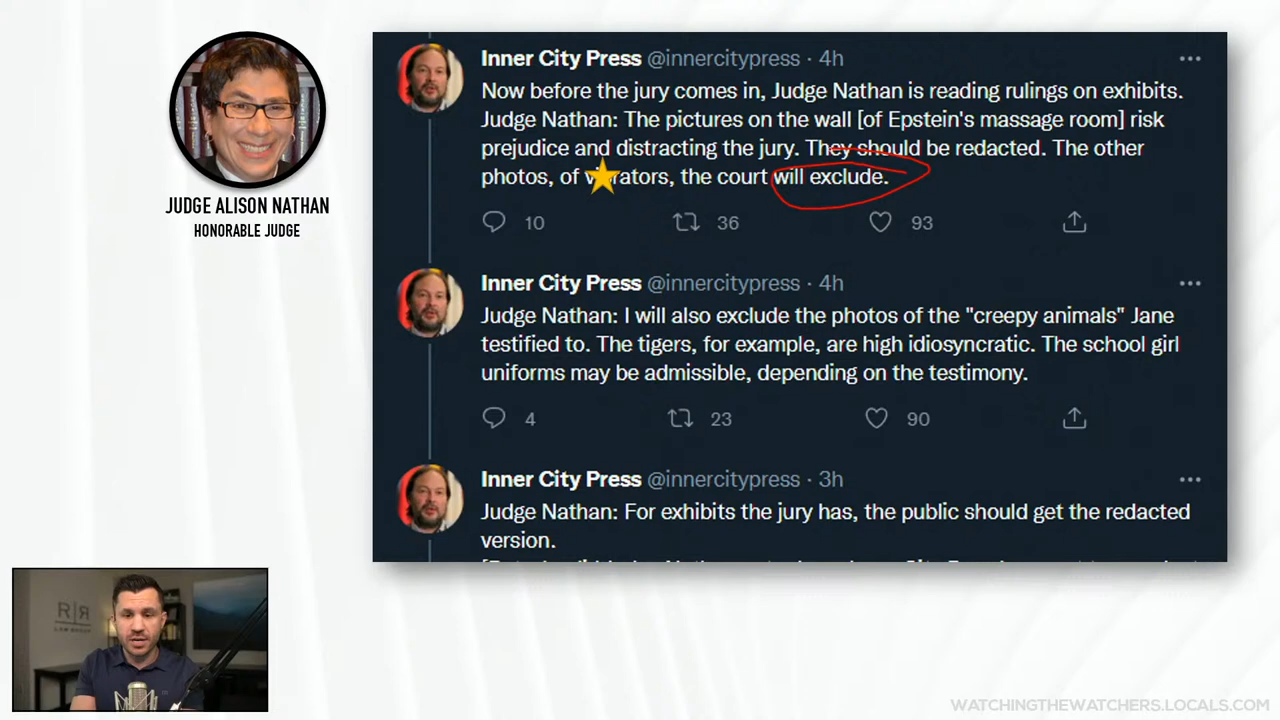 JUDGE ALISON NATHAN
HONORABLE JUDGE
Inner City Press @innercitypress · 4h
Now before the jury comes in, Judge Nathan is reading rulings on exhibits.
Judge Nathan: The pictures on the wall [of Epstein's massage room] risk
prejudice and distracting the jury. They should be redacted. The other
photos, of the court will exclude.
10 36 93
Inner City Press @innercitypress · 4h
Judge Nathan: I will also exclude the photos of the "creepy animals" Jane
testified to. The tigers, for example, are high idiosyncratic. The school girl
uniforms may be admissible, depending on the testimony.
4 23 90
Inner City Press @innercitypress · 3h
Judge Nathan: For exhibits the jury has, the public should get the redacted
version.
R|R
LAW GROUP
WATCHINGTHEWATCHERS.LOCALS.COM